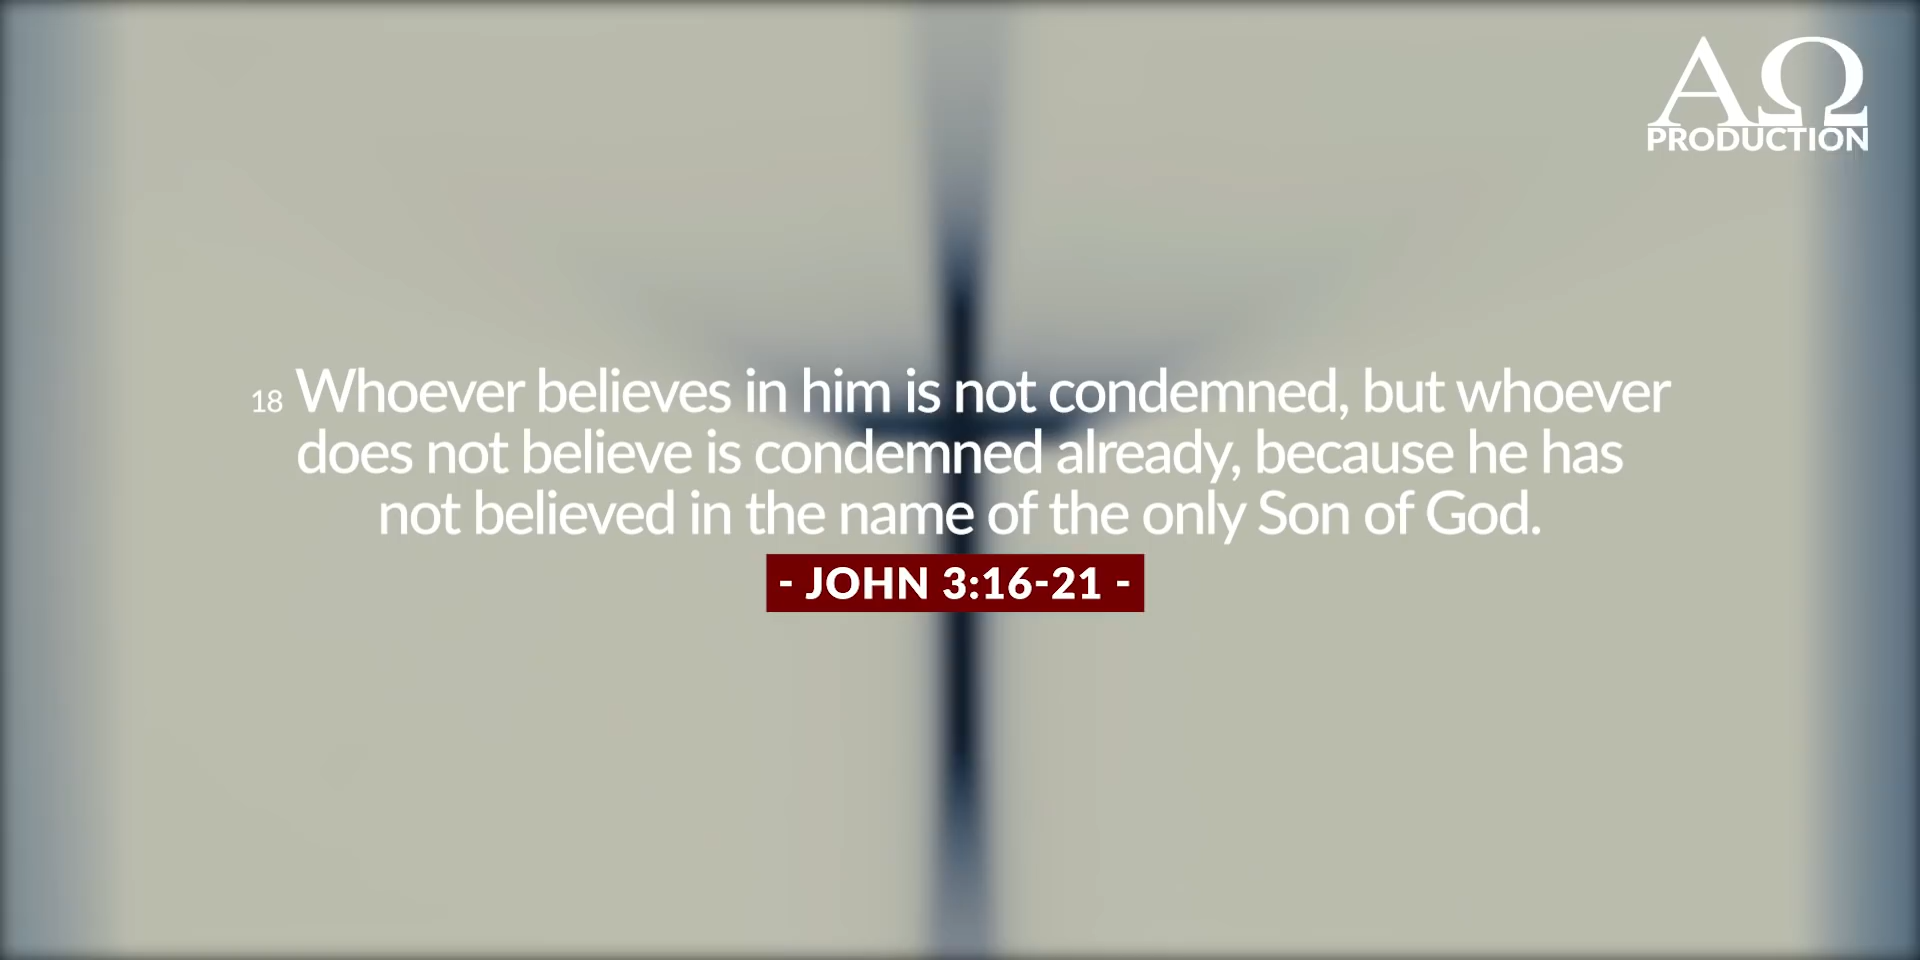 ΑΩ
PRODUCTION
18 Whoever believes in him is not condemned, but whoever
does not believe is condemned already, because he has
not believed in the name of the only Son of God.
- JOHN 3:16-21 -